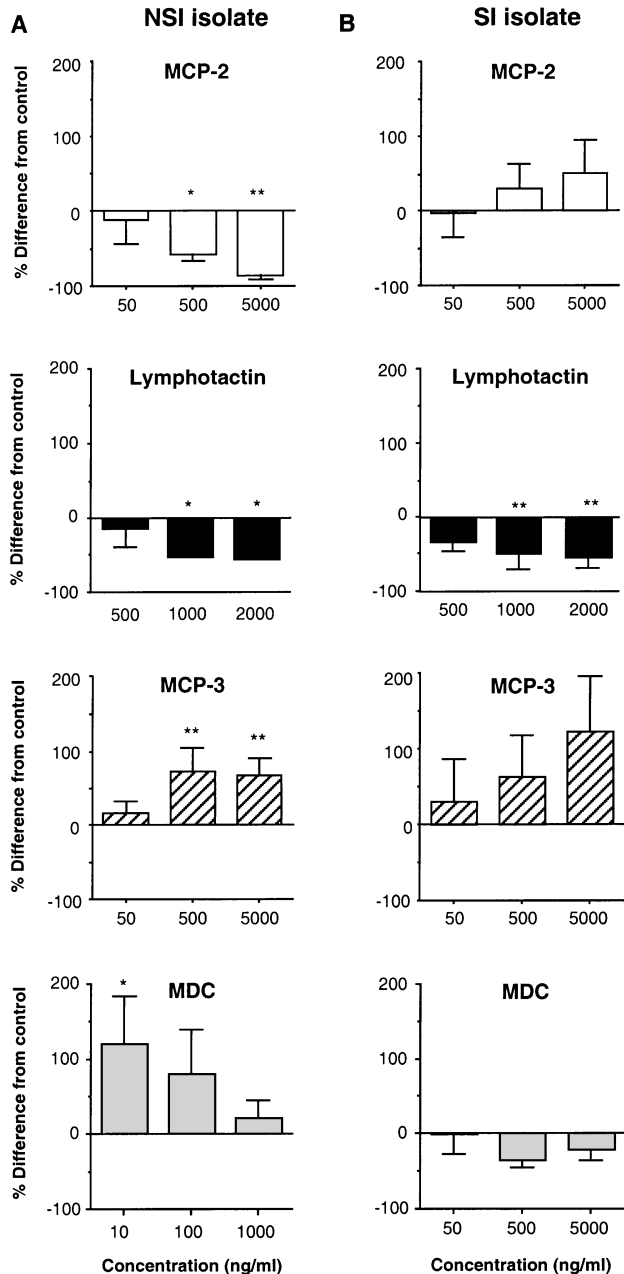 A NSI isolate B SI isolate
MCP-2 MCP-2
% Difference from control
200 200
100 100
* **
0 0
-100 -100
50 500 5000 50 500 5000
Lymphotactin Lymphotactin
% Difference from control
200 200
100 100
* * ** **
0 0
-100 -100
500 1000 2000 500 1000 2000
MCP-3 MCP-3
% Difference from control
200 200
** **
100 100
0 0
-100 -100
50 500 5000 50 500 5000
MDC MDC
% Difference from control
200 * 200
100 100
0 0
-100 -100
10 100 1000 50 500 5000
Concentration (ng/ml) Concentration (ng/ml)